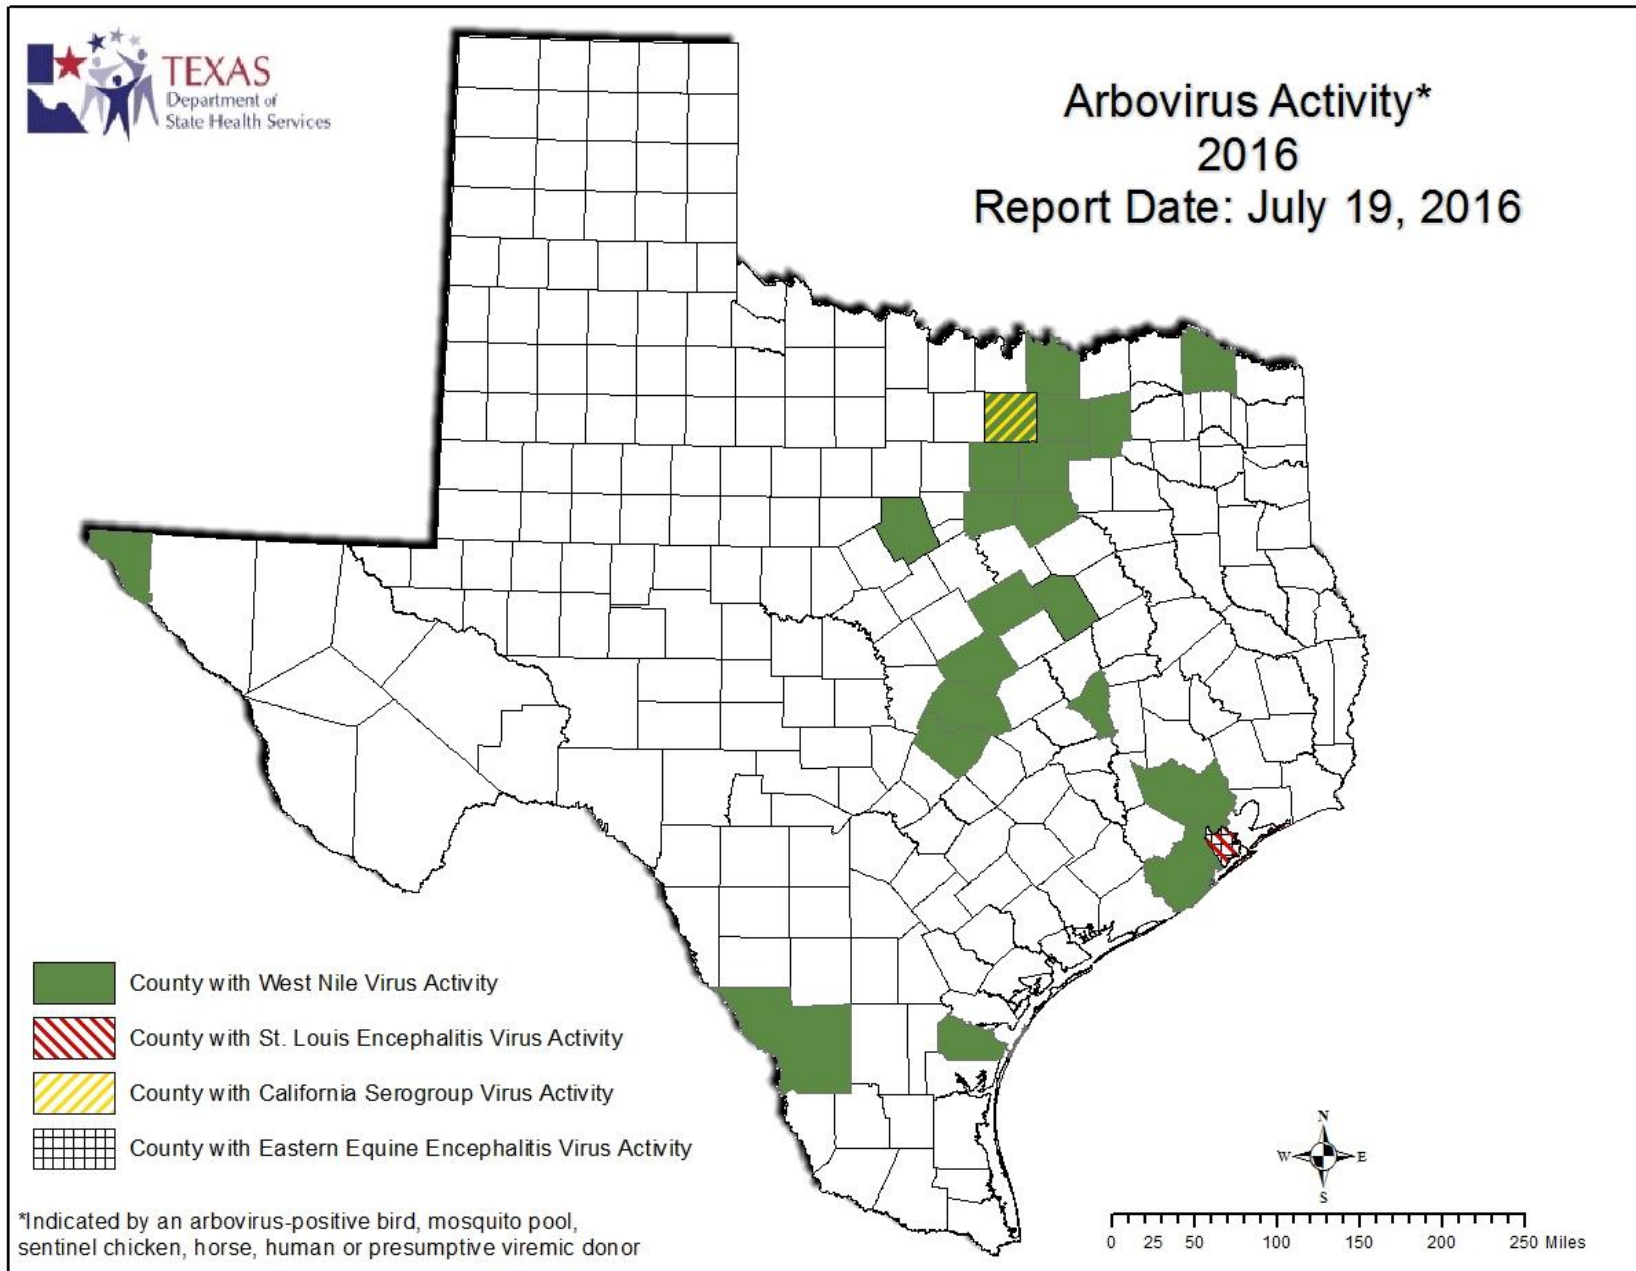 TEXAS
Department of
State Health Services
Arbovirus Activity*
2016
Report Date: July 19, 2016
County with West Nile Virus Activity
County with St. Louis Encephalitis Virus Activity
County with California Serogroup Virus Activity
County with Eastern Equine Encephalitis Virus Activity
*Indicated by an arbovirus-positive bird, mosquito pool,
sentinel chicken, horse, human or presumptive viremic donor
N
W E
S
0 25 50 100 150 200 250 Miles